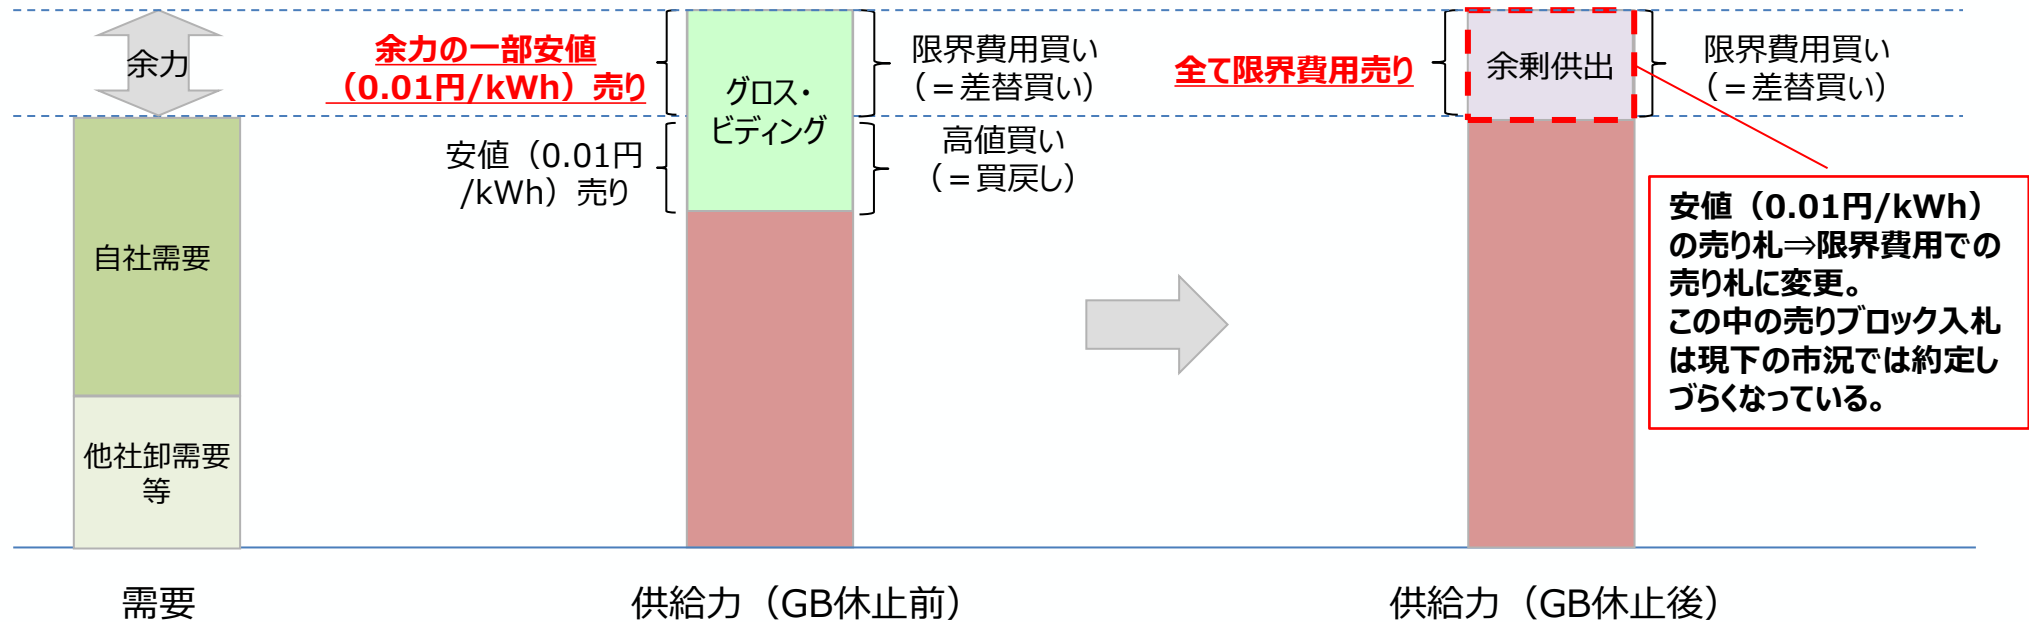 余力
自社需要
他社卸需要
等
需要
余力の一部安値
（0.01円/kWh）売り
安値（0.01円
/kWh）売り
グロス・
ビディング
限界費用買い
（＝差替買い）
高値買い
（＝買戻し）
供給力（GB休止前）
全て限界費用売り
余剰供出
限界費用買い
（＝差替買い）
安値（0.01円/kWh）
の売り札⇒限界費用での
売り札に変更。
この中の売りブロック入札
は現下の市況では約定し
づらくなっている。
供給力（GB休止後）